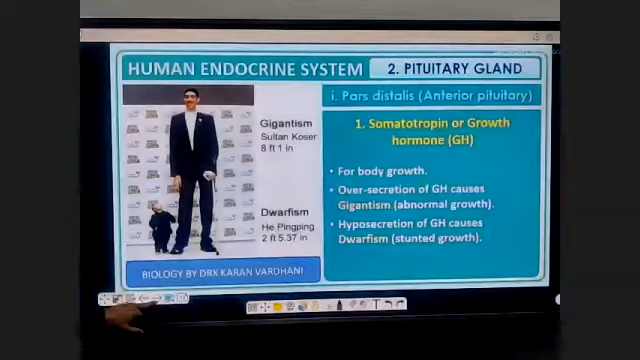 HUMAN ENDOCRINE SYSTEM
2. PITUITARY GLAND
i. Pars distalis (Anterior pituitary)
Gigantism
Sultan Koser
8 ft 1 in
Dwarfism
He Pingping
2 ft 5.37 in
1. Somatotropin or Growth
hormone (GH)
• For body growth.
• Over-secretion of GH causes
Gigantism (abnormal growth).
• Hyposecretion of GH causes
Dwarfism (stunted growth).
BIOLOGY BY DRX KARAN VARDHANI